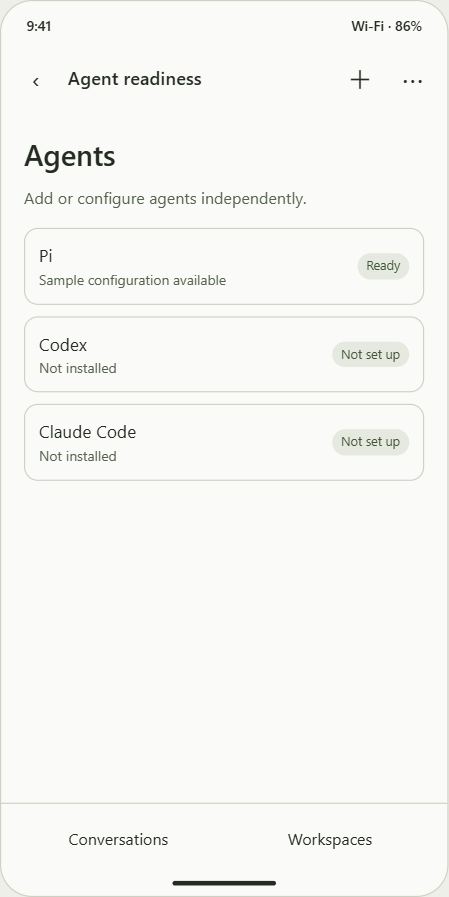 9:41
Wi-Fi · 86%
‹ Agent readiness + ...
Agents
Add or configure agents independently.
Pi
Sample configuration available
Ready
Codex
Not installed
Not set up
Claude Code
Not installed
Not set up
Conversations
Workspaces